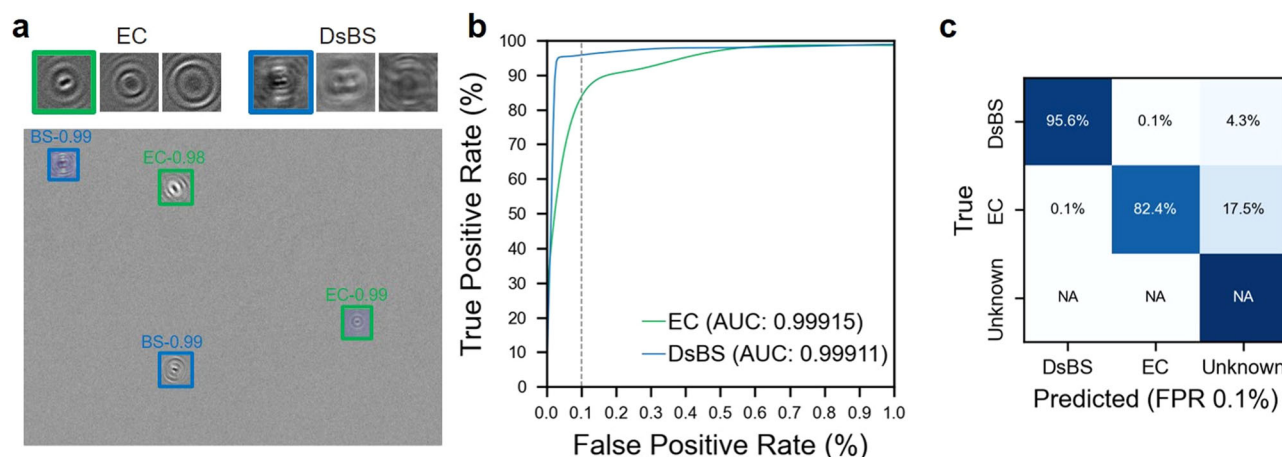 a
EC
DsBS
BS-0.99
EC-0.98
EC-0.99
BS-0.99
b
True Positive Rate (%)
100
90
80
70
60
50
40
30
20
10
0
0.0 0.1 0.2 0.3 0.4 0.5 0.6 0.7 0.8 0.9 1.0
False Positive Rate (%)
EC (AUC: 0.99915)
DsBS (AUC: 0.99911)
c
True
DsBS
EC
Unknown
95.6% 0.1% 4.3%
0.1% 82.4% 17.5%
NA NA NA
DsBS EC Unknown
Predicted (FPR 0.1%)